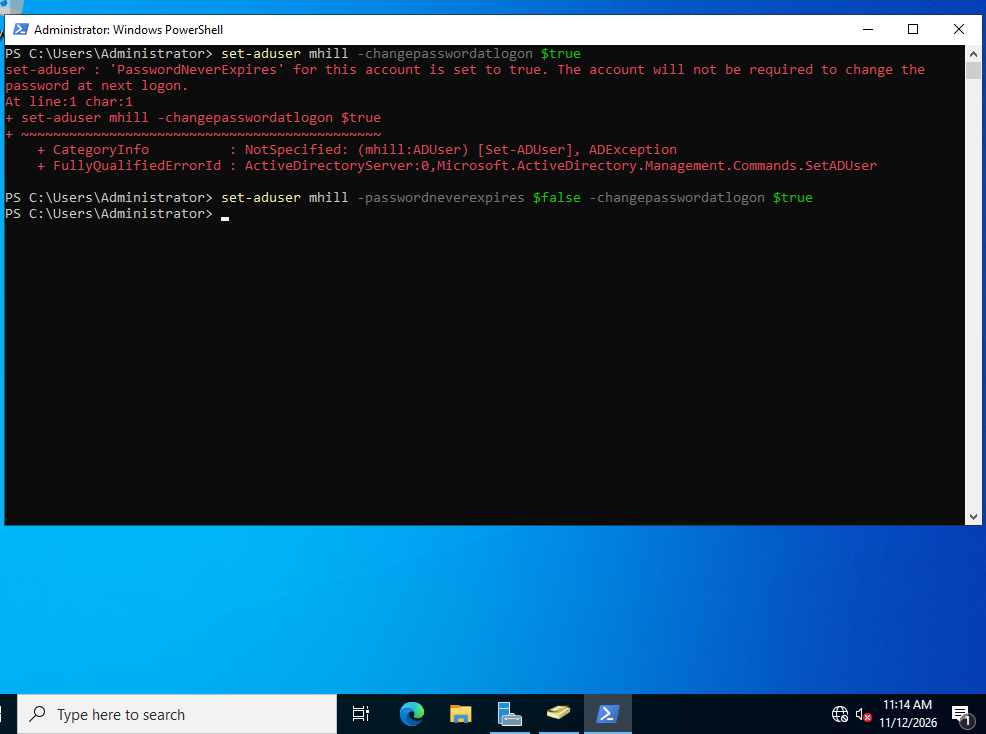 Administrator: Windows PowerShell
PS C:\Users\Administrator> set-aduser mhill -changepasswordatlogon $true
set-aduser : 'PasswordNeverExpires' for this account is set to true. The account will not be required to change the
password at next logon.
At line:1 char:1
+ set-aduser mhill -changepasswordatlogon $true
+ ~~~~~~~~~~~~~~~~~~~~~~~~~~~~~~~~~~~~~~~~~~~~~
    + CategoryInfo          : NotSpecified: (mhill:ADUser) [Set-ADUser], ADException
    + FullyQualifiedErrorId : ActiveDirectoryServer:0,Microsoft.ActiveDirectory.Management.Commands.SetADUser
PS C:\Users\Administrator> set-aduser mhill -passwordneverexpires $false -changepasswordatlogon $true
PS C:\Users\Administrator>
Type here to search
11:14 AM
11/12/2026
1